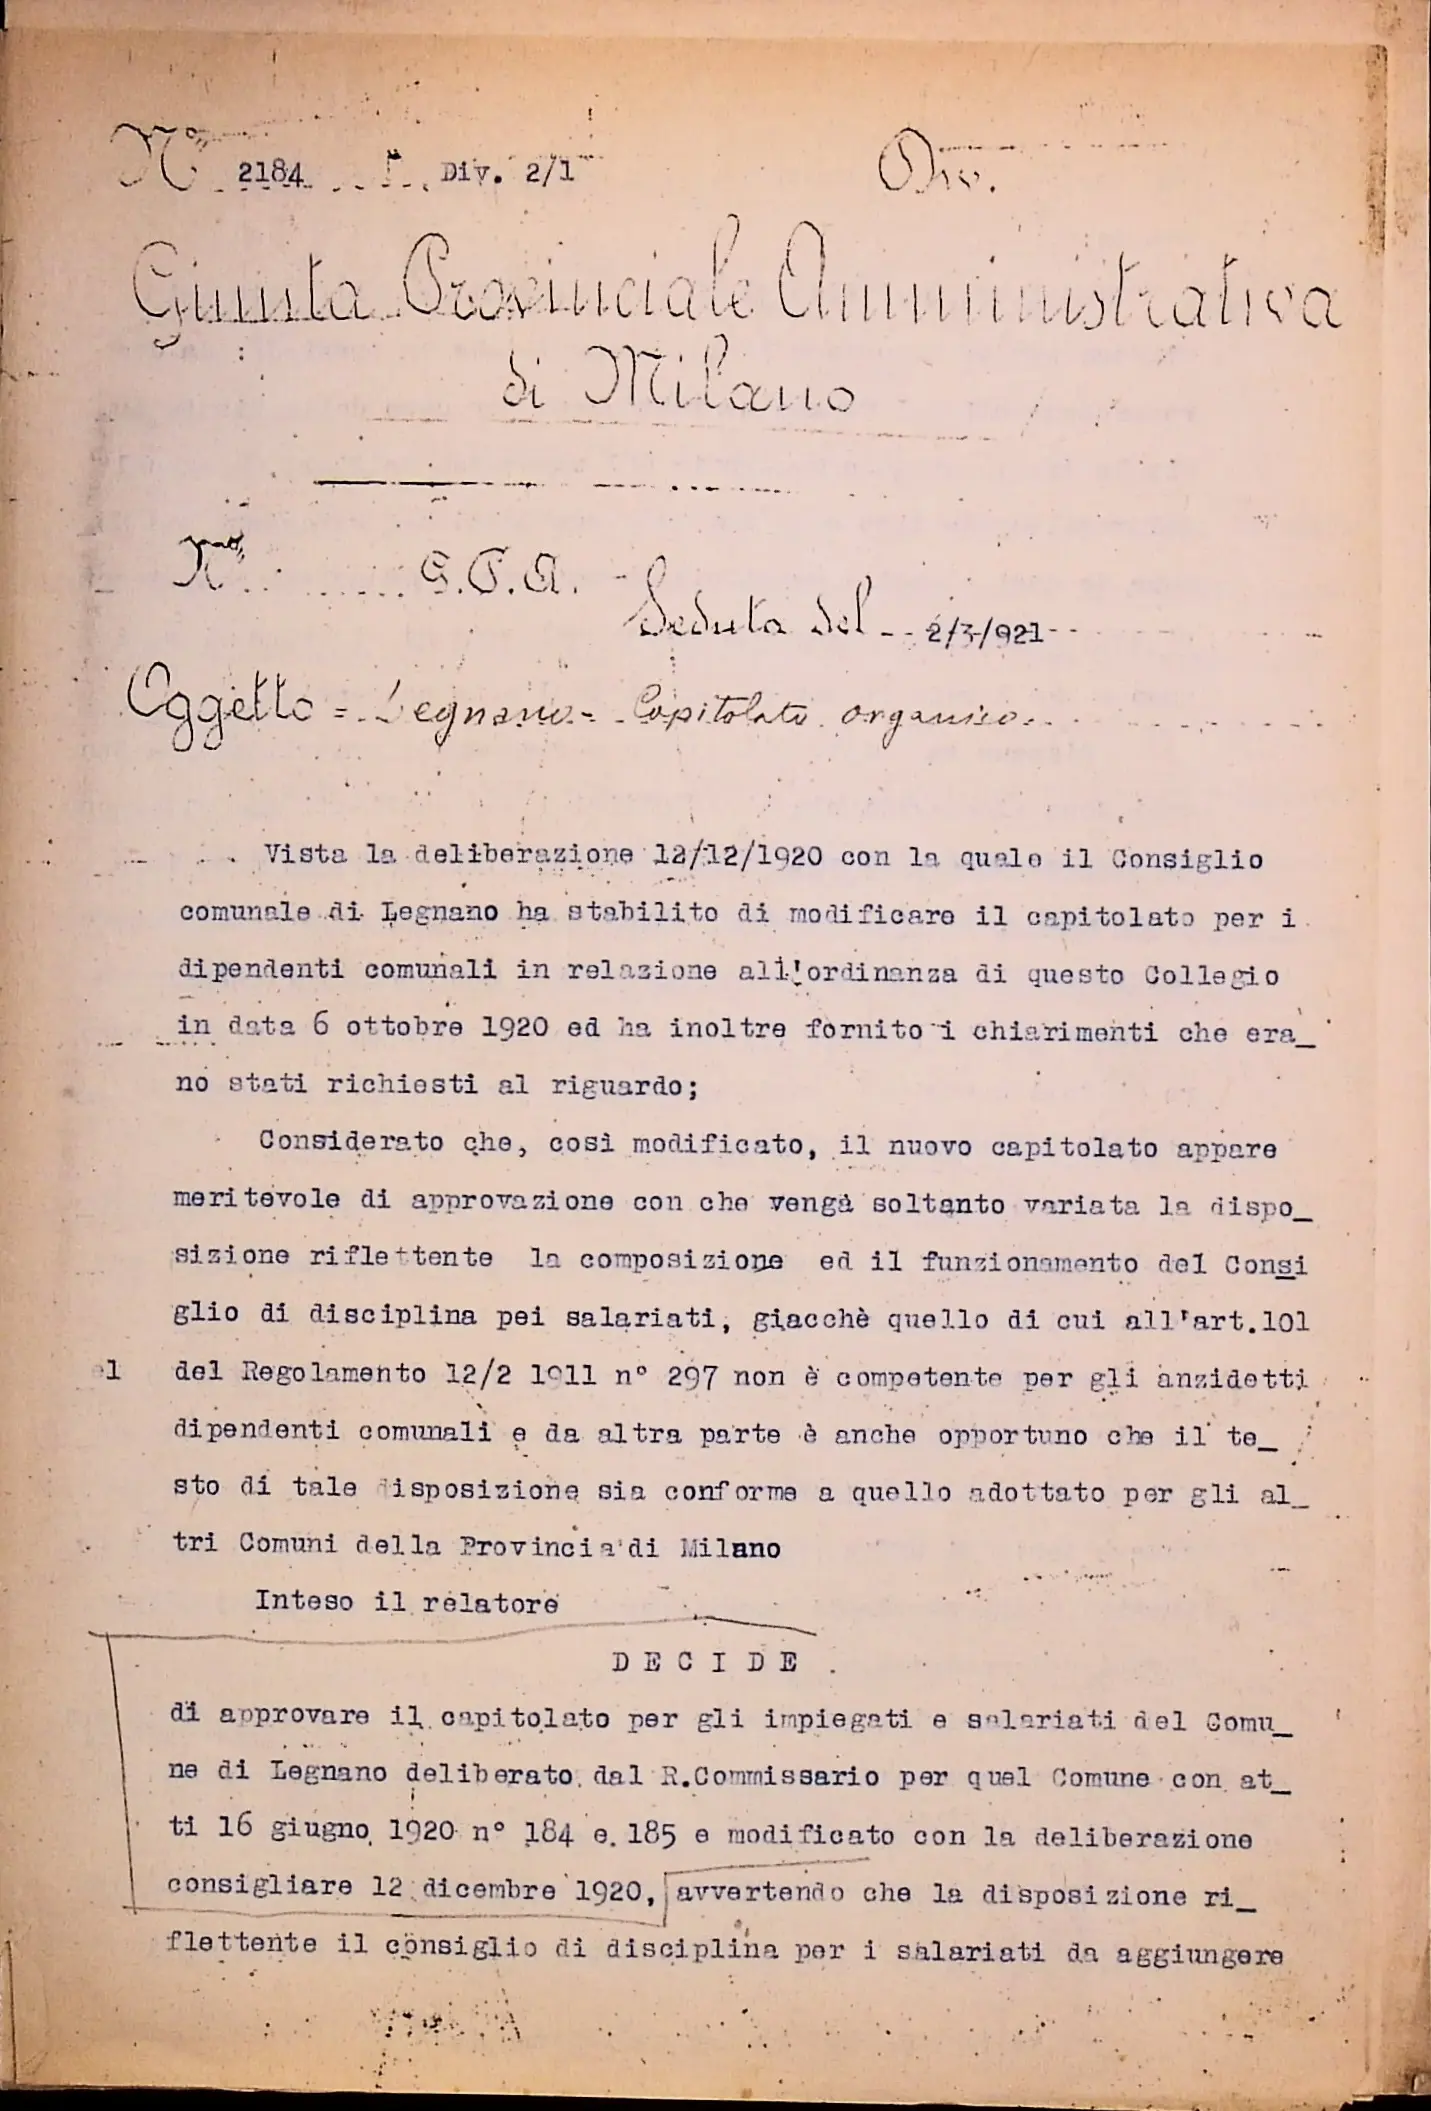 N° 2184 Div. 2/1 Div.
Giunta Provinciale Amministrativa
di Milano
N° G.P.A.
Seduta del 2/3/921
Oggetto = Legnano - Capitolato organico.
Vista la deliberazione 12/12/1920 con la quale il Consiglio
comunale di Legnano ha stabilito di modificare il capitolato per i
dipendenti comunali in relazione all'ordinanza di questo Collegio
in data 6 ottobre 1920 ed ha inoltre fornito i chiarimenti che era_
no stati richiesti al riguardo;
Considerato che, così modificato, il nuovo capitolato appare
meritevole di approvazione con che venga soltanto variata la dispo_
sizione riflettente la composizione ed il funzionamento del Consi
glio di disciplina pei salariati, giacchè quello di cui all'art.101
el del Regolamento 12/2 1911 n° 297 non è competente per gli anzidetti
dipendenti comunali e da altra parte è anche opportuno che il te_
sto di tale disposizione sia conforme a quello adottato per gli al_
tri Comuni della Provincia di Milano
Inteso il relatore
D E C I D E
di approvare il capitolato per gli impiegati e salariati del Comu_
ne di Legnano deliberato dal R.Commissario per quel Comune con at_
ti 16 giugno 1920 n° 184 e 185 e modificato con la deliberazione
consigliare 12 dicembre 1920, avvertendo che la disposizione ri_
flettente il consiglio di disciplina per i salariati da aggiungere